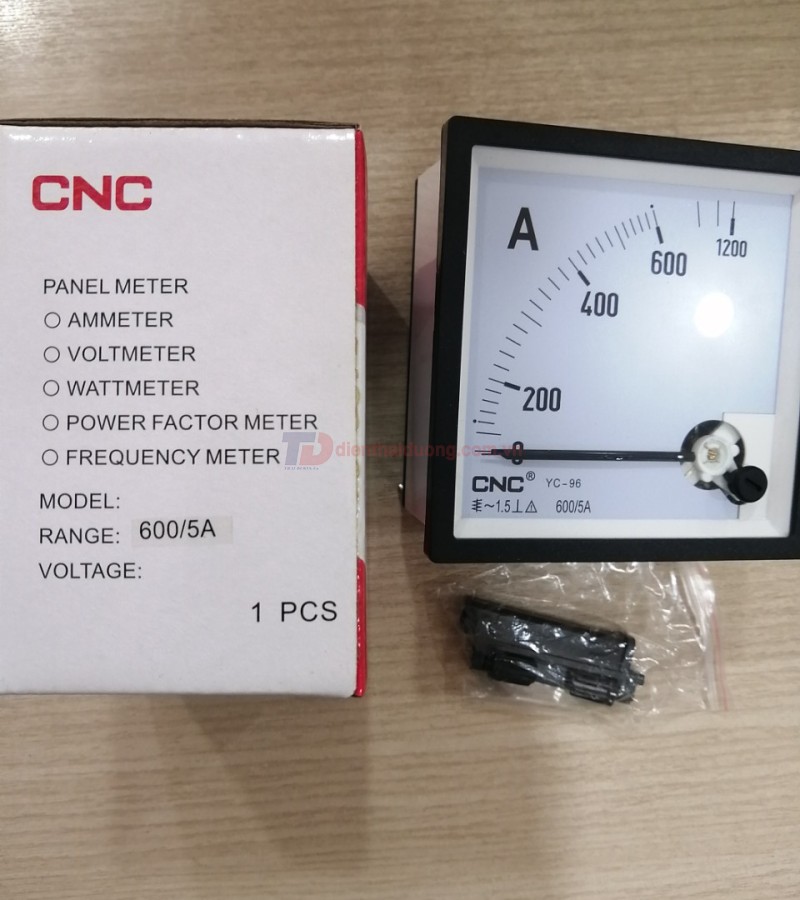 CNC
PANEL METER
AMMETER
VOLTMETER
WATTMETER
POWER FACTOR METER
FREQUENCY METER
MODEL:
RANGE: 600/5A
VOLTAGE:
1 PCS
A
1200
600
400
200
0
CNC® YC-96
~1.5⊥ 600/5A
TD